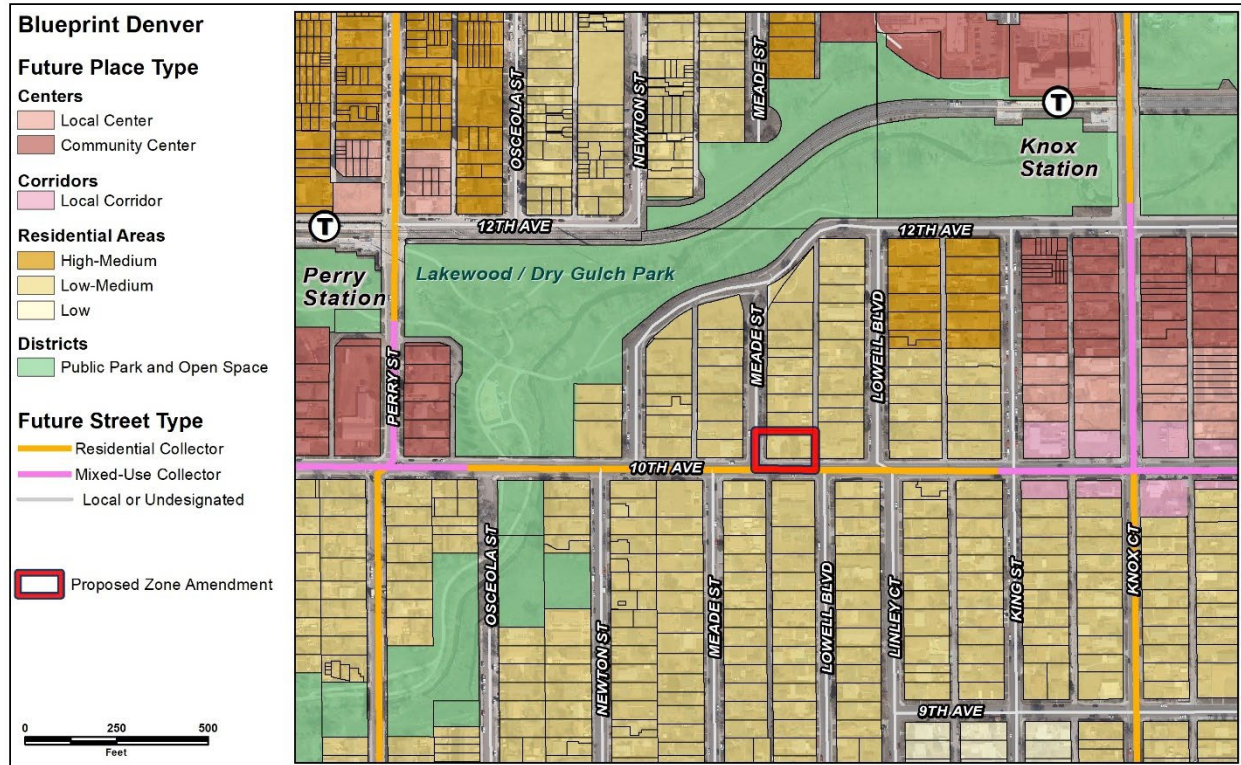 Blueprint Denver
Future Place Type
Centers
Local Center
Community Center
Corridors
Local Corridor
Residential Areas
High-Medium
Low-Medium
Low
Districts
Public Park and Open Space
Future Street Type
Residential Collector
Mixed-Use Collector
Local or Undesignated
Proposed Zone Amendment
0 250 500
Feet
OSCEOLA ST
NEWTON ST
MEADE ST
T
Knox
Station
T
12TH AVE
12TH AVE
Perry
Station
Lakewood / Dry Gulch Park
PERRY ST
MEADE ST
LOWELL BLVD
10TH AVE
OSCEOLA ST
NEWTON ST
MEADE ST
LOWELL BLVD
LINLEY CT
KING ST
KNOX CT
9TH AVE